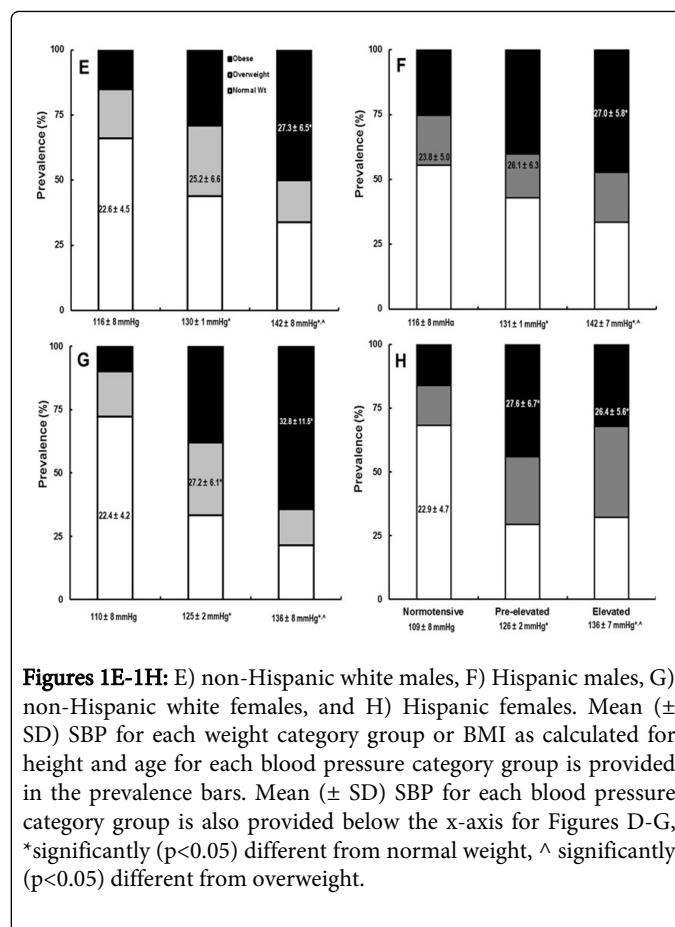 E
100
75
50
25
0
Prevalence (%)
Obese
Overweight
Normal Wt
22.6 ± 4.5
25.2 ± 6.6
27.3 ± 6.5*
116 ± 8 mmHg
130 ± 1 mmHg*
142 ± 8 mmHg*,^
F
100
75
50
25
0
Prevalence (%)
23.8 ± 5.0
26.1 ± 6.3
27.0 ± 5.8*
116 ± 8 mmHg
131 ± 1 mmHg*
142 ± 7 mmHg*,^
G
100
75
50
25
0
Prevalence (%)
22.4 ± 4.2
27.2 ± 6.1*
32.8 ± 11.5*
110 ± 8 mmHg
125 ± 2 mmHg*
136 ± 8 mmHg*,^
H
100
75
50
25
0
Prevalence (%)
22.9 ± 4.7
27.6 ± 6.7*
26.4 ± 5.6*
Normotensive
Pre-elevated
Elevated
109 ± 8 mmHg
126 ± 2 mmHg*
136 ± 7 mmHg*,^
Figures 1E-1H: E) non-Hispanic white males, F) Hispanic males, G)
non-Hispanic white females, and H) Hispanic females. Mean (±
SD) SBP for each weight category group or BMI as calculated for
height and age for each blood pressure category group is provided
in the prevalence bars. Mean (± SD) SBP for each blood pressure
category group is also provided below the x-axis for Figures D-G,
*significantly (p<0.05) different from normal weight, ^ significantly
(p<0.05) different from overweight.